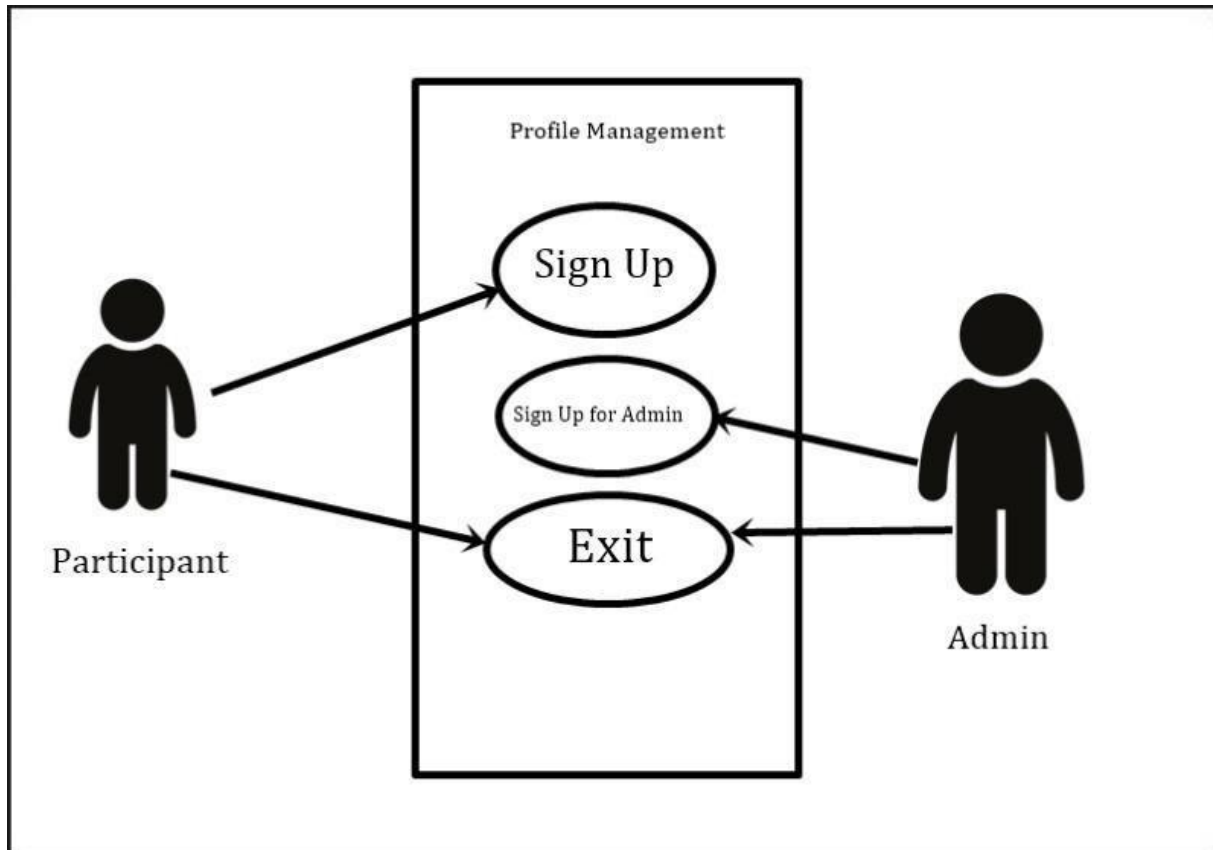 Profile Management
Sign Up
Sign Up for Admin
Exit
Participant
Admin